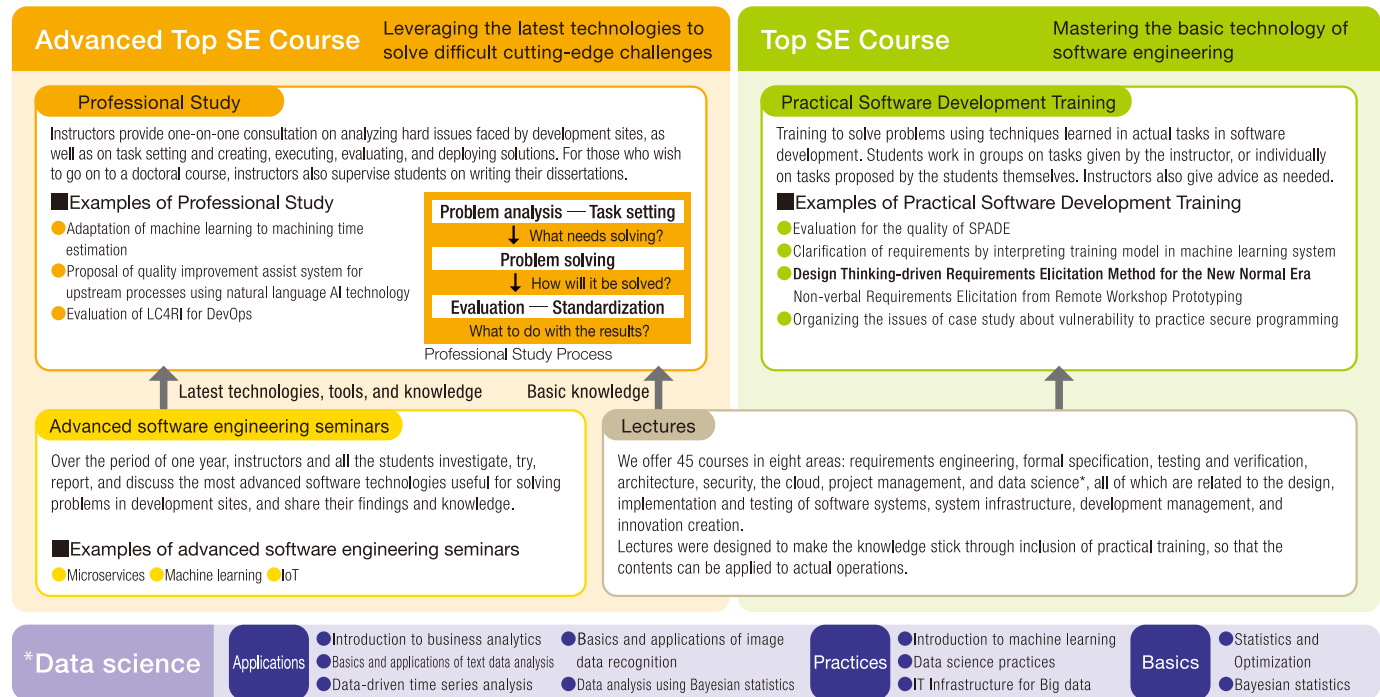 Advanced Top SE Course
Leveraging the latest technologies to
solve difficult cutting-edge challenges
Professional Study
Instructors provide one-on-one consultation on analyzing hard issues faced by development sites, as
well as on task setting and creating, executing, evaluating, and deploying solutions. For those who wish
to go on to a doctoral course, instructors also supervise students on writing their dissertations.
■Examples of Professional Study
●Adaptation of machine learning to machining time
estimation
●Proposal of quality improvement assist system for
upstream processes using natural language AI technology
●Evaluation of LC4RI for DevOps
Problem analysis — Task setting
↓ What needs solving?
Problem solving
↓ How will it be solved?
Evaluation — Standardization
What to do with the results?
Professional Study Process
Latest technologies, tools, and knowledge
Basic knowledge
Advanced software engineering seminars
Over the period of one year, instructors and all the students investigate, try,
report, and discuss the most advanced software technologies useful for solving
problems in development sites, and share their findings and knowledge.
■Examples of advanced software engineering seminars
●Microservices ●Machine learning ●IoT
Top SE Course
Mastering the basic technology of
software engineering
Practical Software Development Training
Training to solve problems using techniques learned in actual tasks in software
development. Students work in groups on tasks given by the instructor, or individually
on tasks proposed by the students themselves. Instructors also give advice as needed.
■Examples of Practical Software Development Training
●Evaluation for the quality of SPADE
●Clarification of requirements by interpreting training model in machine learning system
●Design Thinking-driven Requirements Elicitation Method for the New Normal Era
Non-verbal Requirements Elicitation from Remote Workshop Prototyping
●Organizing the issues of case study about vulnerability to practice secure programming
Lectures
We offer 45 courses in eight areas: requirements engineering, formal specification, testing and verification,
architecture, security, the cloud, project management, and data science*, all of which are related to the design,
implementation and testing of software systems, system infrastructure, development management, and
innovation creation.
Lectures were designed to make the knowledge stick through inclusion of practical training, so that the
contents can be applied to actual operations.
*Data science
Applications
●Introduction to business analytics
●Basics and applications of text data analysis
●Data-driven time series analysis
●Basics and applications of image
data recognition
●Data analysis using Bayesian statistics
Practices
●Introduction to machine learning
●Data science practices
●IT Infrastructure for Big data
Basics
●Statistics and
Optimization
●Bayesian statistics